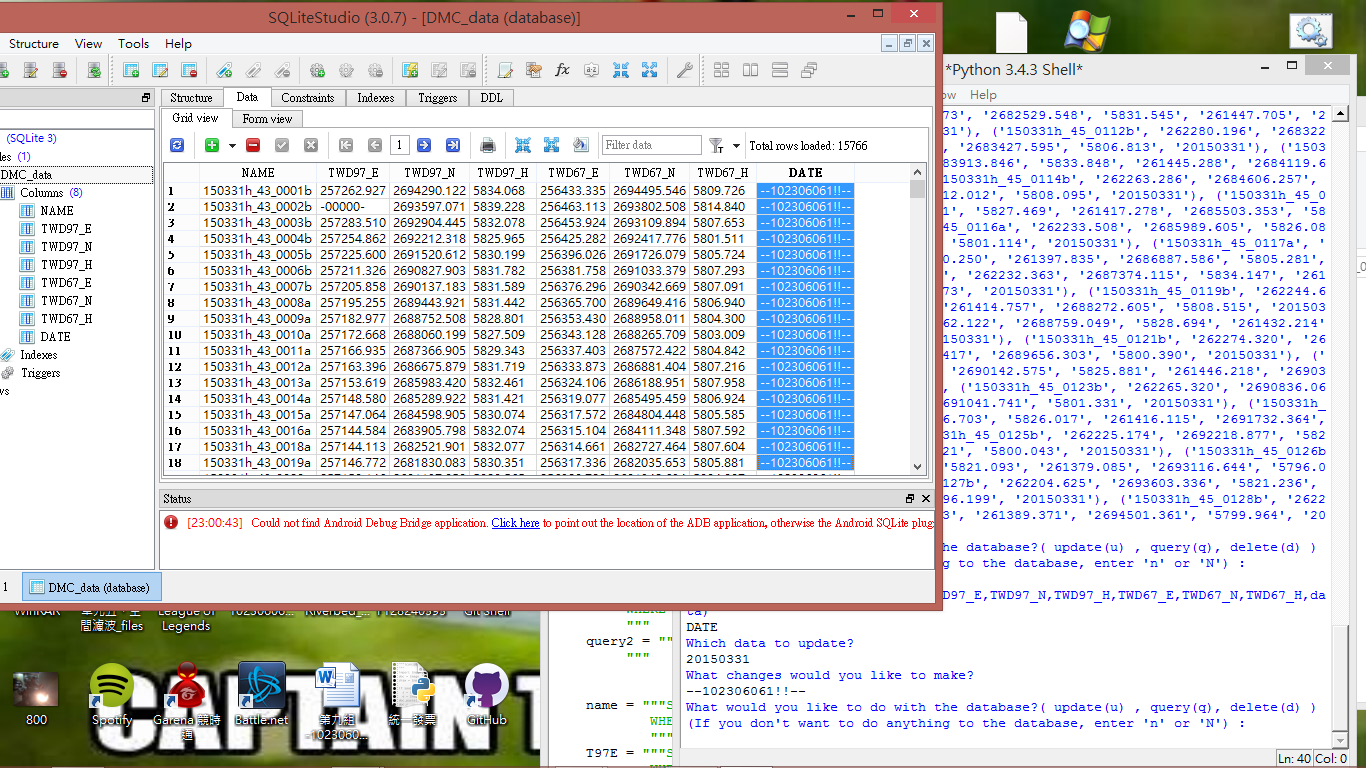 SQLiteStudio (3.0.7) - [DMC_data (database)]
Structure View Tools Help
Structure Data Constraints Indexes Triggers DDL
Grid view Form view
1 Filter data Total rows loaded: 15766
(SQLite 3)
(1)
DMC_data
Columns (8)
NAME
TWD97_E
TWD97_N
TWD97_H
TWD67_E
TWD67_N
TWD67_H
DATE
Indexes
Triggers
NAME TWD97_E TWD97_N TWD97_H TWD67_E TWD67_N TWD67_H DATE
1 150331h_43_0001b 257262.927 2694290.122 5834.068 256433.335 2694495.546 5809.726 --102306061!!--
2 150331h_43_0002b -00000- 2693597.071 5839.228 256463.113 2693802.508 5814.840 --102306061!!--
3 150331h_43_0003b 257283.510 2692904.445 5832.078 256453.924 2693109.894 5807.653 --102306061!!--
4 150331h_43_0004b 257254.862 2692212.318 5825.965 256425.282 2692417.776 5801.511 --102306061!!--
5 150331h_43_0005b 257225.600 2691520.612 5830.199 256396.026 2691726.079 5805.724 --102306061!!--
6 150331h_43_0006b 257211.326 2690827.903 5831.782 256381.758 2691033.379 5807.293 --102306061!!--
7 150331h_43_0007b 257205.858 2690137.183 5831.589 256376.296 2690342.669 5807.091 --102306061!!--
8 150331h_43_0008a 257195.255 2689443.921 5831.442 256365.700 2689649.416 5806.940 --102306061!!--
9 150331h_43_0009a 257182.977 2688752.508 5828.801 256353.430 2688958.011 5804.300 --102306061!!--
10 150331h_43_0010a 257172.668 2688060.199 5827.509 256343.128 2688265.709 5803.009 --102306061!!--
11 150331h_43_0011a 257166.935 2687366.905 5829.343 256337.403 2687572.422 5804.842 --102306061!!--
12 150331h_43_0012a 257163.396 2686675.879 5831.719 256333.873 2686881.404 5807.216 --102306061!!--
13 150331h_43_0013a 257153.619 2685983.420 5832.461 256324.106 2686188.951 5807.958 --102306061!!--
14 150331h_43_0014a 257148.580 2685289.922 5831.421 256319.077 2685495.459 5806.924 --102306061!!--
15 150331h_43_0015a 257147.064 2684598.905 5830.074 256317.572 2684804.448 5805.585 --102306061!!--
16 150331h_43_0016a 257144.584 2683905.798 5832.074 256315.104 2684111.348 5807.592 --102306061!!--
17 150331h_43_0018a 257144.113 2682521.901 5832.077 256314.661 2682727.464 5807.604 --102306061!!--
18 150331h_43_0019a 257146.772 2681830.083 5830.351 256317.336 2682035.653 5805.881 --102306061!!--
Status
[23:00:43] Could not find Android Debug Bridge application. Click here to point out the location of the ADB application, otherwise the Android SQLite plug
1 DMC_data (database)
*Python 3.4.3 Shell*
ow Help
73', '2682529.548', '5831.545', '261447.705', '2
31'), ('150331h_45_0112b', '262280.196', '268322
'2683427.595', '5806.813', '20150331'), ('1503
83913.846', '5833.848', '261445.288', '2684119.6
150331h_45_0114b', '262263.286', '2684606.257',
12.012', '5808.095', '20150331'), ('150331h_45_0
1', '5827.469', '261417.278', '2685503.353', '58
45_0116a', '262233.508', '2685989.605', '5826.08
'5801.114', '20150331'), ('150331h_45_0117a', '
0.250', '261397.835', '2686887.586', '5805.281',
'262232.363', '2687374.115', '5834.147', '261
73', '20150331'), ('150331h_45_0119b', '262244.6
'261414.757', '2688272.605', '5808.515', '201503
62.122', '2688759.049', '5828.694', '261432.214'
150331'), ('150331h_45_0121b', '262274.320', '26
417', '2689656.303', '5800.390', '20150331'), ('
'2690142.575', '5825.881', '261446.218', '26903
, ('150331h_45_0123b', '262265.320', '2690836.06
691041.741', '5801.331', '20150331'), ('150331h_
6.703', '5826.017', '261416.115', '2691732.364',
31h_45_0125b', '262225.174', '2692218.877', '582
21', '5800.043', '20150331'), ('150331h_45_0126b
'5821.093', '261379.085', '2693116.644', '5796.0
127b', '262204.625', '2693603.336', '5821.236',
96.199', '20150331'), ('150331h_45_0128b', '2622
3', '261389.371', '2694501.361', '5799.964', '20
he database?( update(u) , query(q), delete(d) )
g to the database, enter 'n' or 'N') :
D97_E,TWD97_N,TWD97_H,TWD67_E,TWD67_N,TWD67_H,da
ta)
DATE
Which data to update?
20150331
What changes would you like to make?
--102306061!!--
What would you like to do with the database?( update(u) , query(q), delete(d) )
(If you don't want to do anything to the database, enter 'n' or 'N') :
Ln: 40 Col: 0
"""
query2 = ""
"""
name = """S
WHE
"""
T97E = """S
間濾波_files
League of Legends
Git Shell
CAPTAIN T
800
Spotify
Garena 競時通
Battle.net
第九組-1023060...
統一發票
GitHub